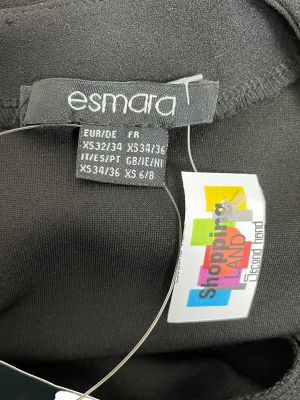 esmara
EUR/DE FR
XS32/34 XS34/36
IT/ES/PT GB/IE/NI
XS34/36 XS 6/8
Shopping
LAND
second hand